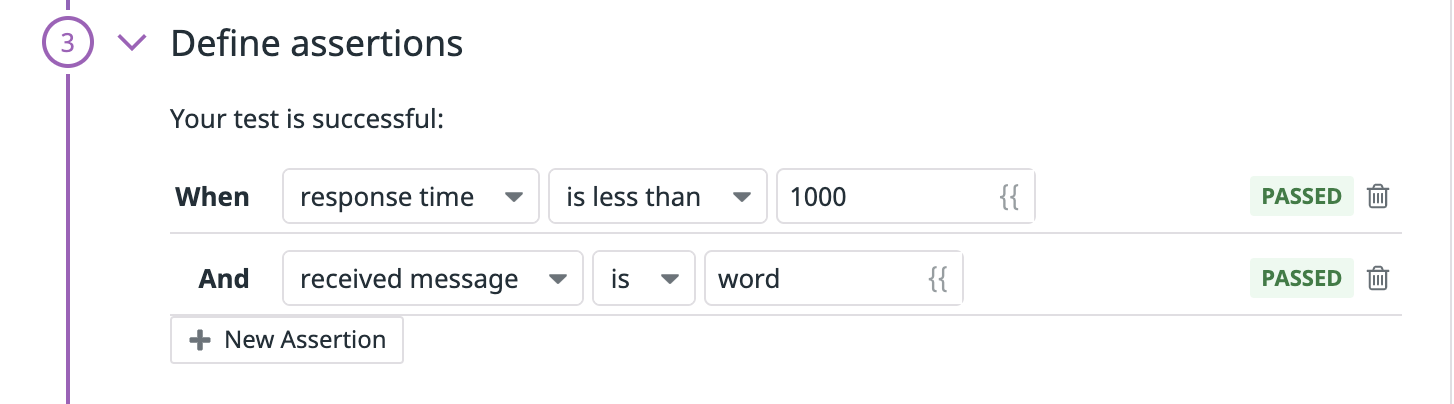 3 Define assertions
Your test is successful:
When response time is less than 1000 {{ PASSED
And received message is word {{ PASSED
New Assertion